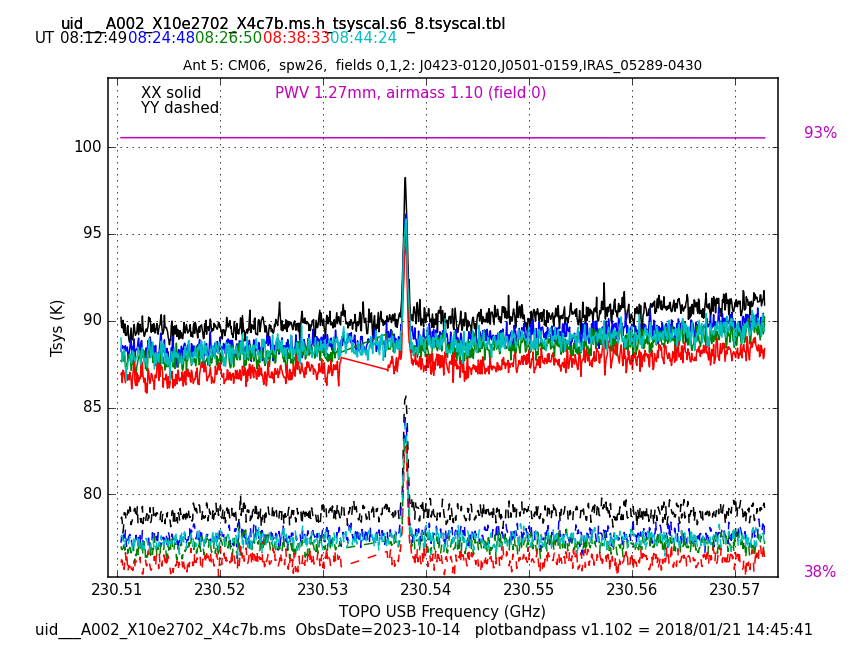 uid___A002_X10e2702_X4c7b.ms.h_tsyscal.s6_8.tsyscal.tbl
UT 08:12:49 08:24:48 08:26:50 08:38:33 08:44:24
Ant 5: CM06,  spw26,  fields 0,1,2: J0423-0120,J0501-0159,IRAS_05289-0430
XX solid
PWV 1.27mm, airmass 1.10 (field 0)
YY dashed
93%
100
95
90
85
80
Tsys (K)
38%
230.51 230.52 230.53 230.54 230.55 230.56 230.57
TOPO USB Frequency (GHz)
uid___A002_X10e2702_X4c7b.ms  ObsDate=2023-10-14   plotbandpass v1.102 = 2018/01/21 14:45:41